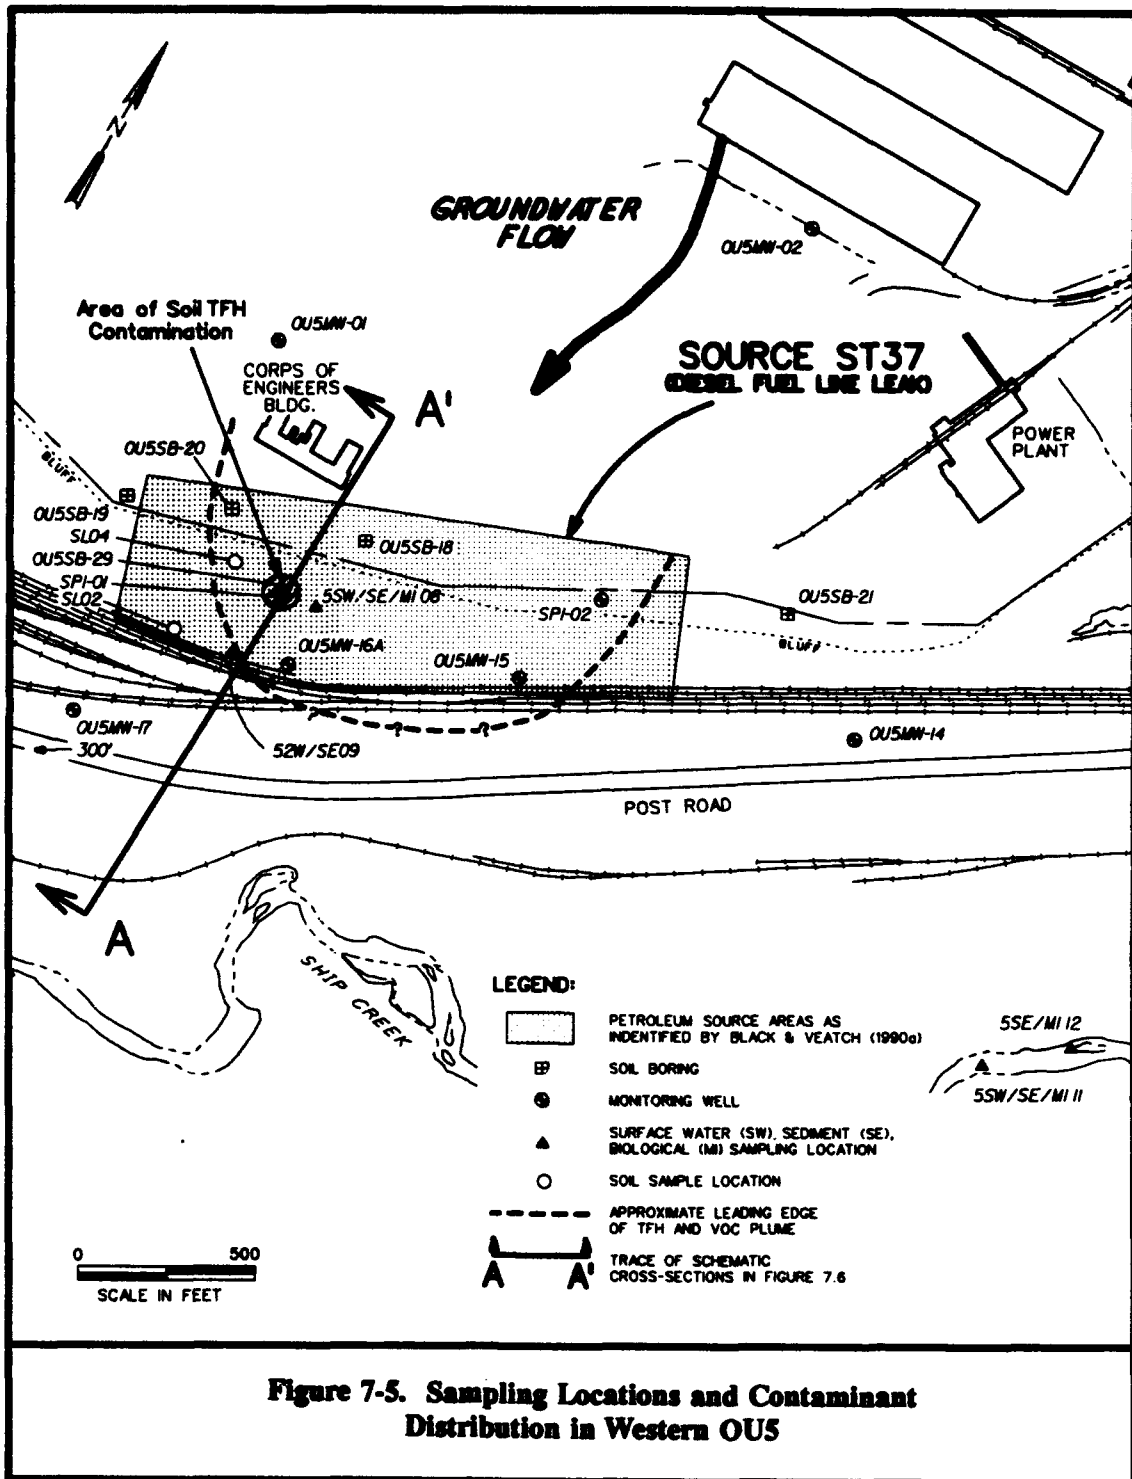 N
GROUNDWATER
FLOW
OU5MW-02
Area of Soil TFH
Contamination
OU5MW-01
CORPS OF
ENGINEERS
BLDG.
A'
SOURCE ST37
(DIESEL FUEL LINE LEAK)
POWER
PLANT
BLUFF
OU5SB-20
OU5SB-19
SL04
OU5SB-29
SP1-01
SL02
OU5SB-18
5SW/SE/MI 08
SP1-02
OU5SB-21
BLUFF
OU5MW-16A
OU5MW-15
OU5MW-17
300'
52W/SE09
?
?
?
OU5MW-14
POST ROAD
A
SHIP CREEK
5SE/MI 12
5SW/SE/MI 11
LEGEND:
PETROLEUM SOURCE AREAS AS
INDENTIFIED BY BLACK & VEATCH (1990a)
SOIL BORING
MONITORING WELL
SURFACE WATER (SW), SEDIMENT (SE),
BIOLOGICAL (MI) SAMPLING LOCATION
SOIL SAMPLE LOCATION
APPROXIMATE LEADING EDGE
OF TFH AND VOC PLUME
A A'
TRACE OF SCHEMATIC
CROSS-SECTIONS IN FIGURE 7.6
0 500
SCALE IN FEET
Figure 7-5. Sampling Locations and Contaminant
Distribution in Western OU5